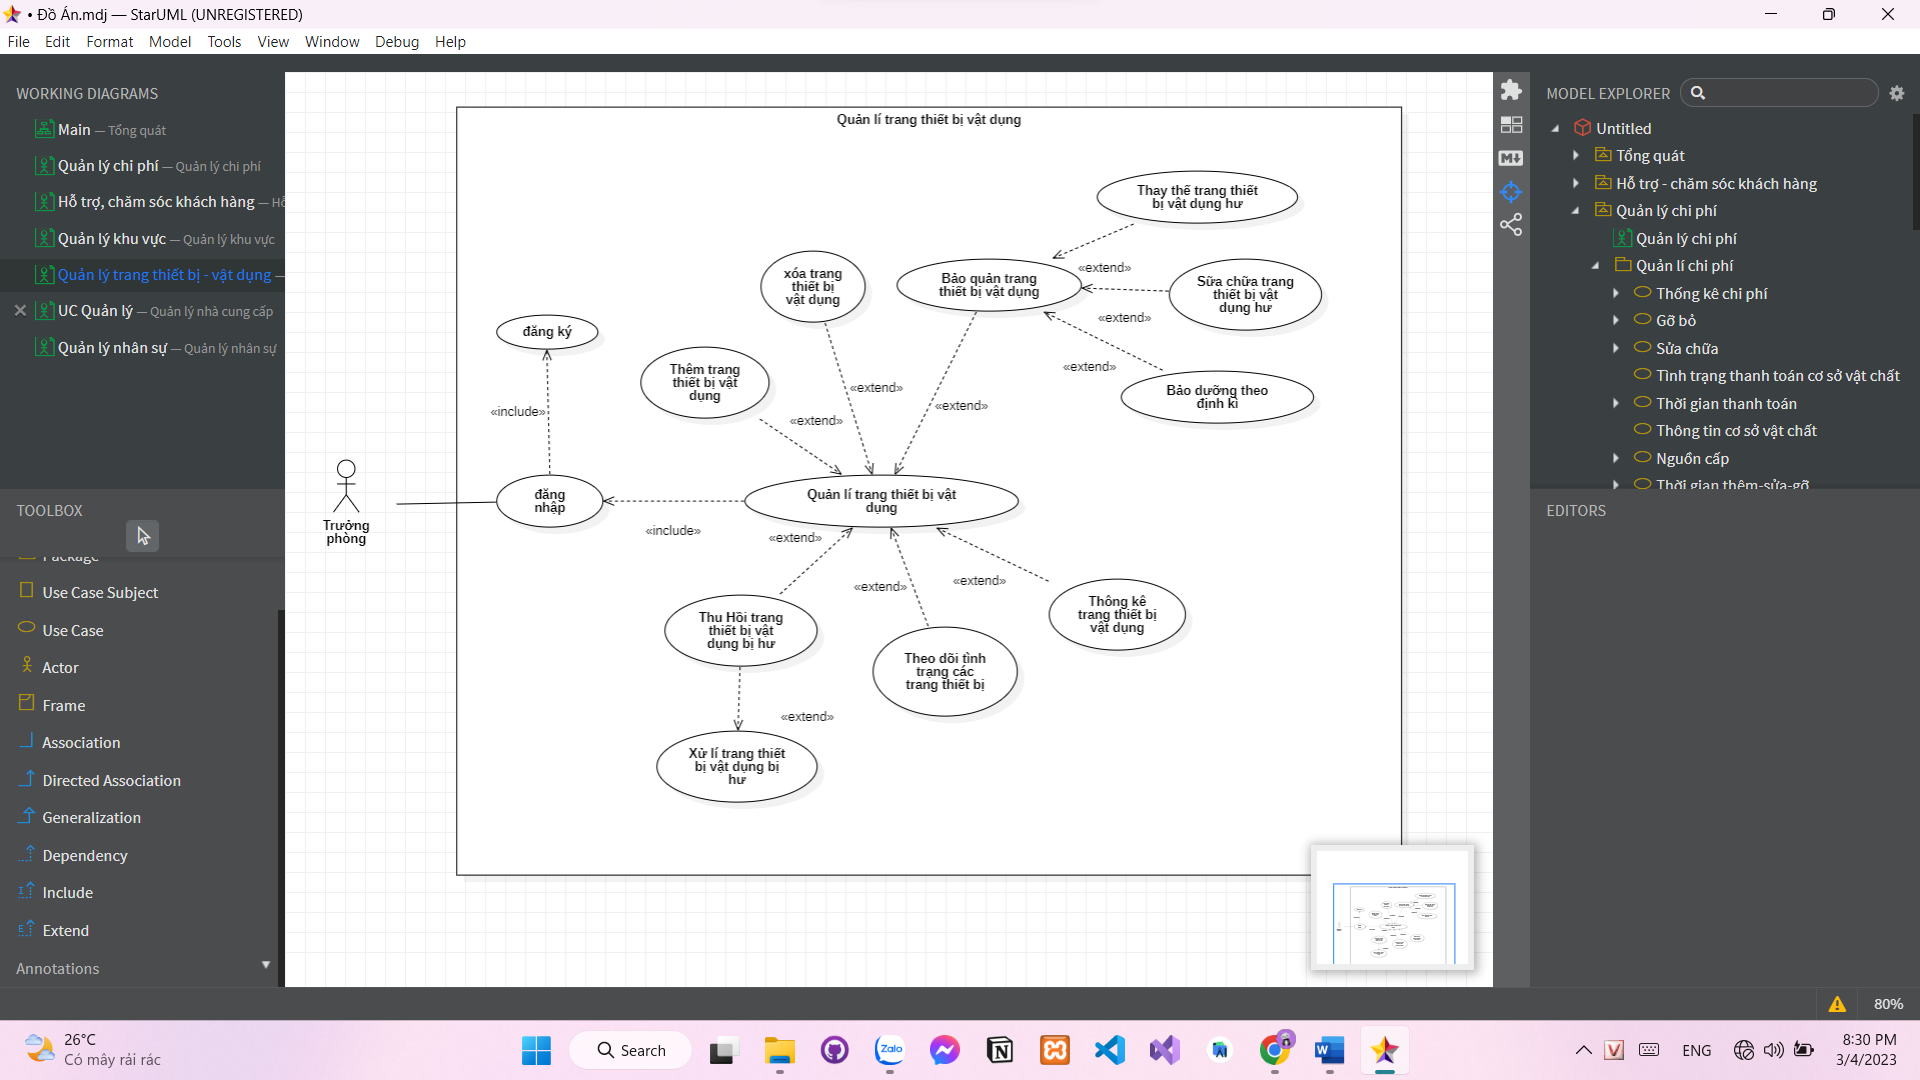 • Đồ Án.mdj — StarUML (UNREGISTERED)
File Edit Format Model Tools View Window Debug Help
WORKING DIAGRAMS
Main — Tổng quát
Quản lý chi phí — Quản lý chi phí
Hỗ trợ, chăm sóc khách hàng — Hỗ
Quản lý khu vực — Quản lý khu vực
Quản lý trang thiết bị - vật dụng —
UC Quản lý — Quản lý nhà cung cấp
Quản lý nhân sự — Quản lý nhân sự
TOOLBOX
Package
Use Case Subject
Use Case
Actor
Frame
Association
Directed Association
Generalization
Dependency
Include
Extend
Annotations
Quản lí trang thiết bị vật dụng
Thay thế trang thiết
bị vật dụng hư
«extend»
xóa trang
thiết bị
vật dụng
Bảo quản trang
thiết bị vật dụng
Sữa chữa trang
thiết bị vật
dụng hư
«extend»
đăng ký
Thêm trang
thiết bị vật
dụng
«extend»
«extend»
«extend»
Bảo dưỡng theo
định kì
«include»
«extend»
Trưởng
phòng
đăng
nhập
Quản lí trang thiết bị vật
dụng
«include»
«extend»
«extend»
«extend»
Thu Hồi trang
thiết bị vật
dụng bị hư
Thông kê
trang thiết bị
vật dụng
Theo dõi tình
trạng các
trang thiết bị
«extend»
Xử lí trang thiết
bị vật dụng bị
hư
MODEL EXPLORER
Untitled
Tổng quát
Hỗ trợ - chăm sóc khách hàng
Quản lý chi phí
Quản lý chi phí
Quản lí chi phí
Thống kê chi phí
Gỡ bỏ
Sửa chữa
Tình trạng thanh toán cơ sở vật chất
Thời gian thanh toán
Thông tin cơ sở vật chất
Nguồn cấp
Thời gian thêm-sửa-gỡ
EDITORS
80%
26°C
Có mây rải rác
Search
Zalo
ENG
8:30 PM
3/4/2023